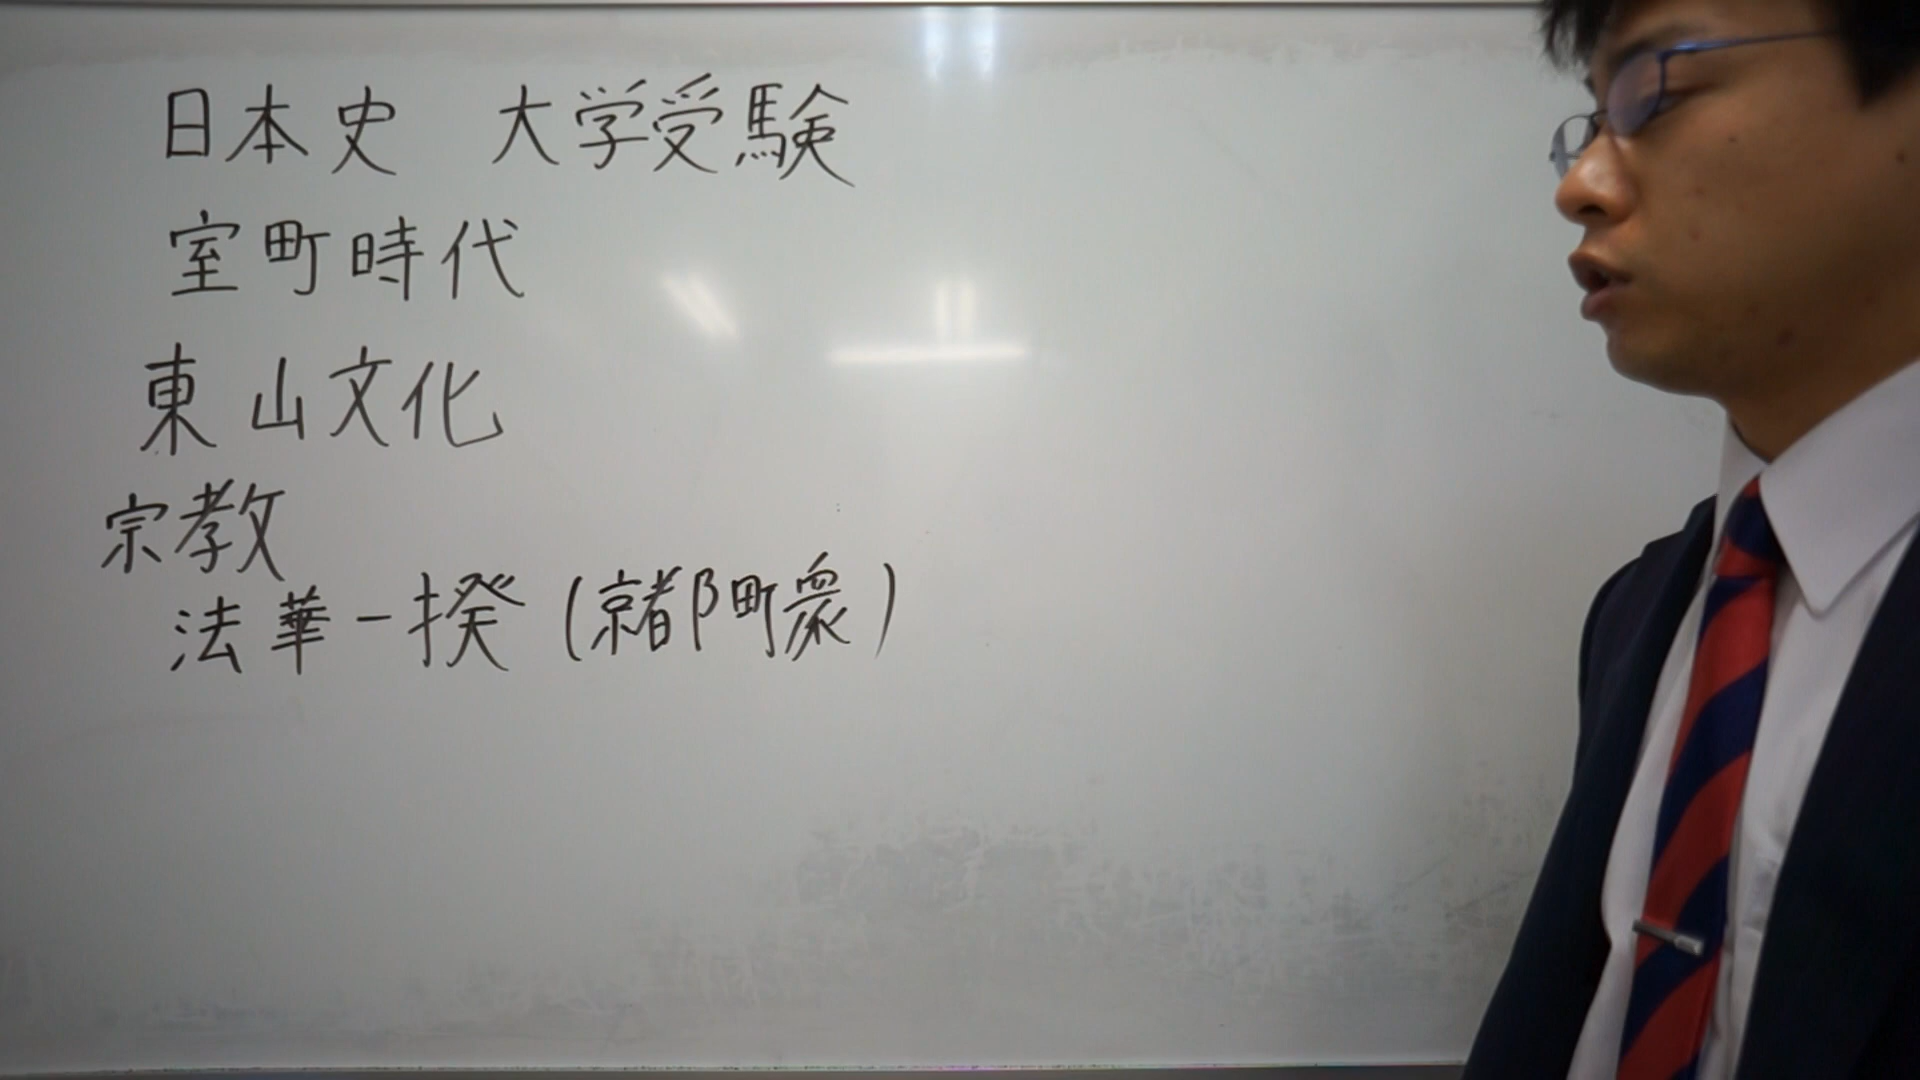 日本史 大学受験
室町時代
東山文化
宗教
法華一揆(京都町衆)